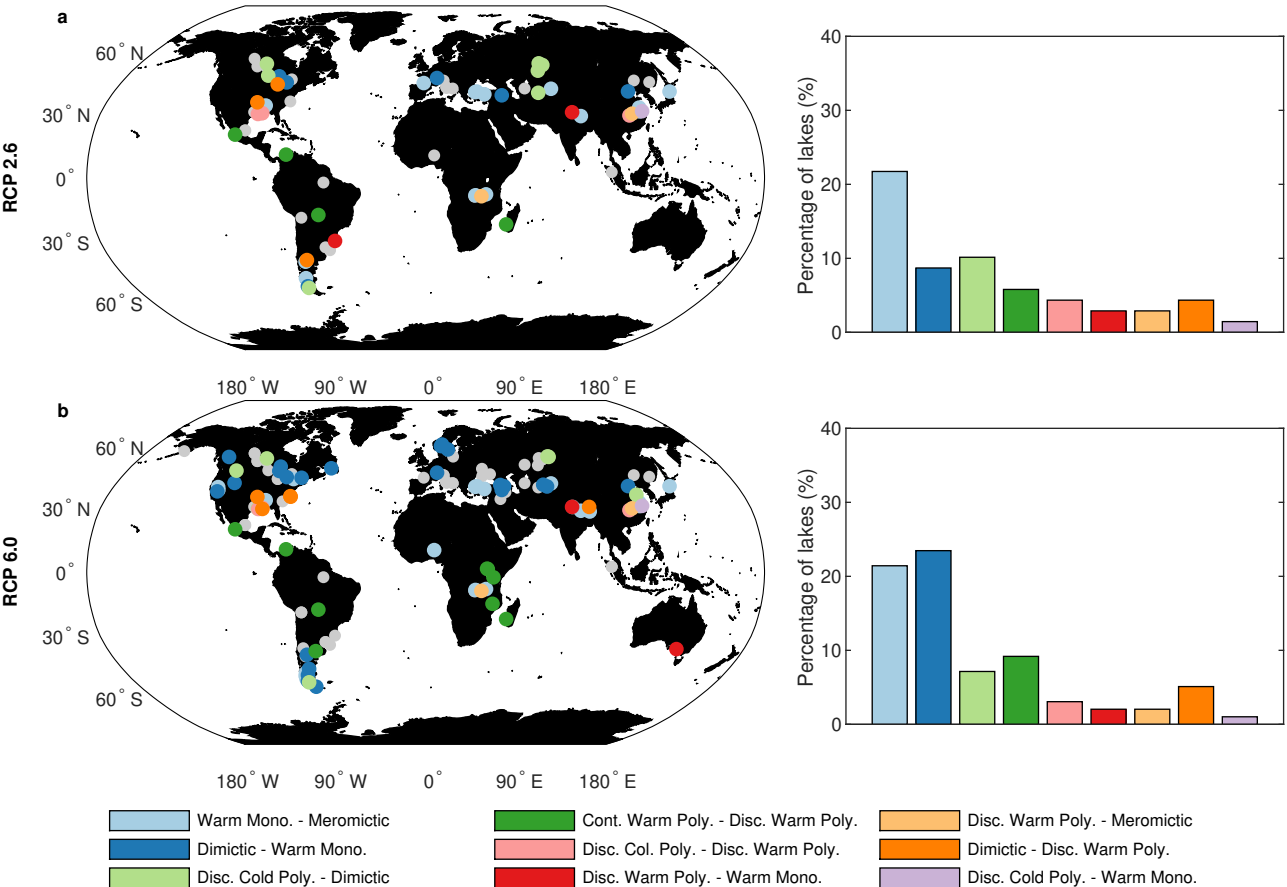 a
60° N
30° N
0°
30° S
60° S
RCP 2.6
180° W 90° W 0° 90° E 180° E
40
30
20
10
0
Percentage of lakes (%)
b
60° N
30° N
0°
30° S
60° S
RCP 6.0
180° W 90° W 0° 90° E 180° E
40
30
20
10
0
Percentage of lakes (%)
Warm Mono. - Meromictic
Dimictic - Warm Mono.
Disc. Cold Poly. - Dimictic
Cont. Warm Poly. - Disc. Warm Poly.
Disc. Col. Poly. - Disc. Warm Poly.
Disc. Warm Poly. - Warm Mono.
Disc. Warm Poly. - Meromictic
Dimictic - Disc. Warm Poly.
Disc. Cold Poly. - Warm Mono.